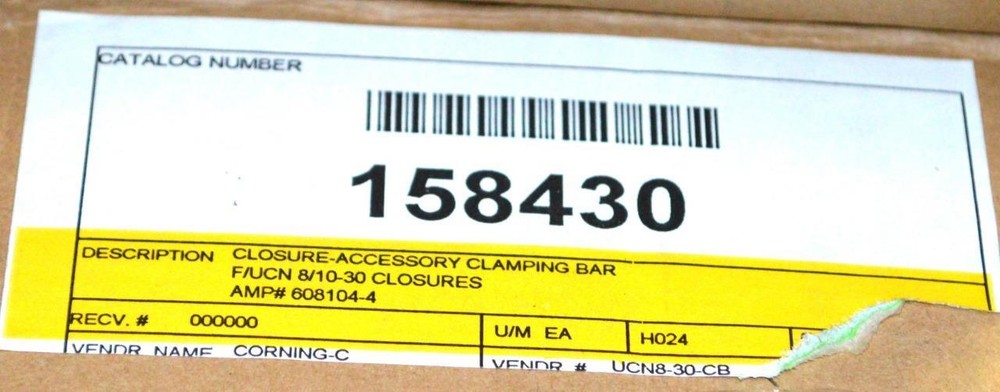 CATALOG NUMBER
158430
DESCRIPTION CLOSURE-ACCESSORY CLAMPING BAR
F/UCN 8/10-30 CLOSURES
AMP# 608104-4
RECV. # 000000 U/M EA H024
VENDR NAME CORNING-C VENDR # UCN8-30-CB